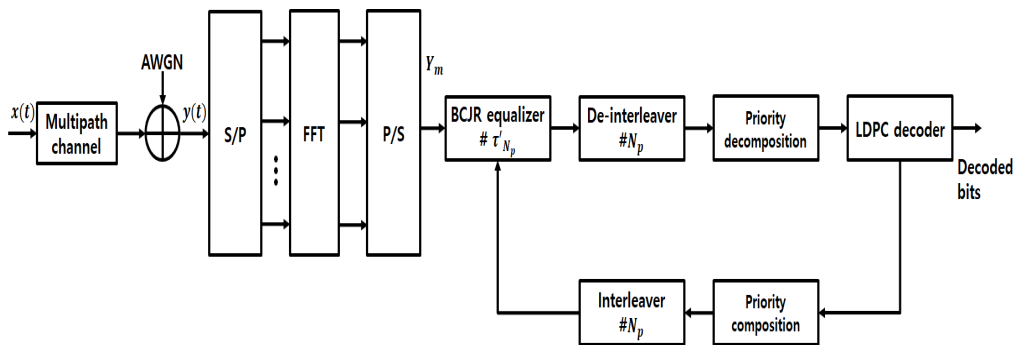 AWGN
x(t)
Multipath
channel
y(t)
S/P
FFT
P/S
Y_m
BCJR equalizer
# τ'_{N_p}
De-interleaver
#N_p
Priority
decomposition
LDPC decoder
Decoded
bits
Interleaver
#N_p
Priority
composition